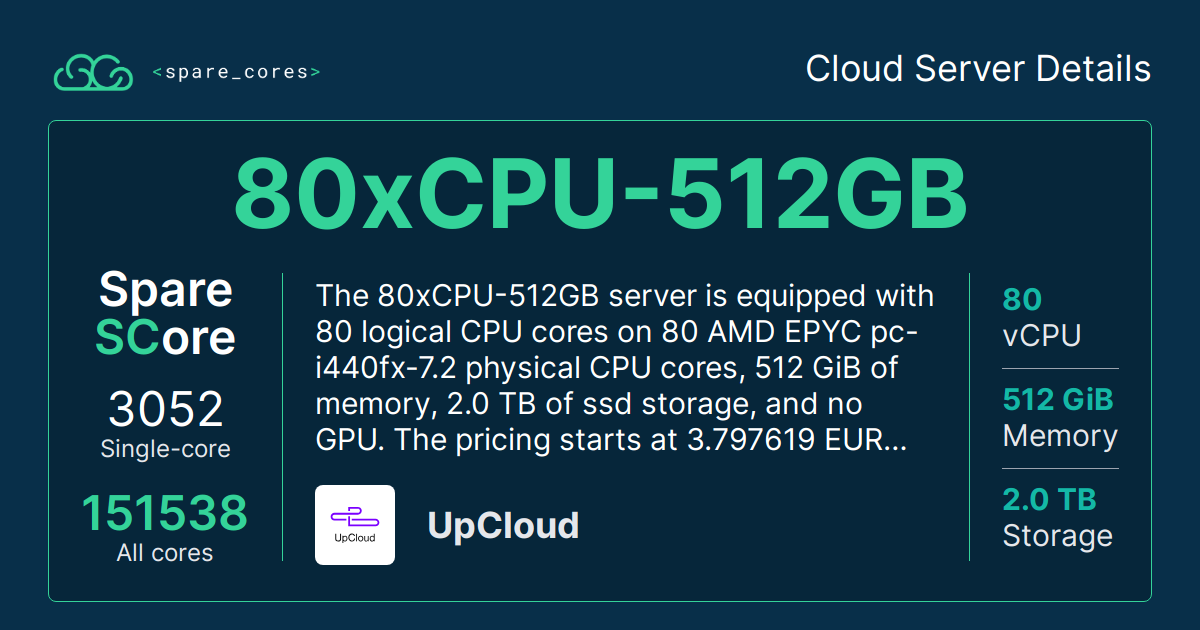 <spare_cores>
Cloud Server Details
80xCPU-512GB
Spare
SCore
3052
Single-core
151538
All cores
The 80xCPU-512GB server is equipped with
80 logical CPU cores on 80 AMD EPYC pc-
i440fx-7.2 physical CPU cores, 512 GiB of
memory, 2.0 TB of ssd storage, and no
GPU. The pricing starts at 3.797619 EUR...
UpCloud
UpCloud
80
vCPU
512 GiB
Memory
2.0 TB
Storage